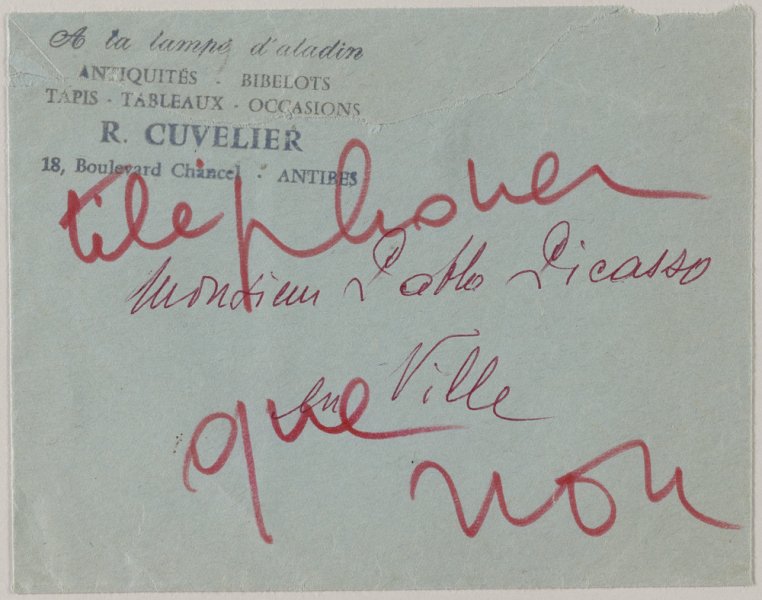 A la lampe d'aladin
ANTIQUITÉS . BIBELOTS
TAPIS . TABLEAUX . OCCASIONS
R. CUVELIER
18, Boulevard Chancel . ANTIBES
téléphoner
Monsieur Pablo Picasso
en Ville
que
non